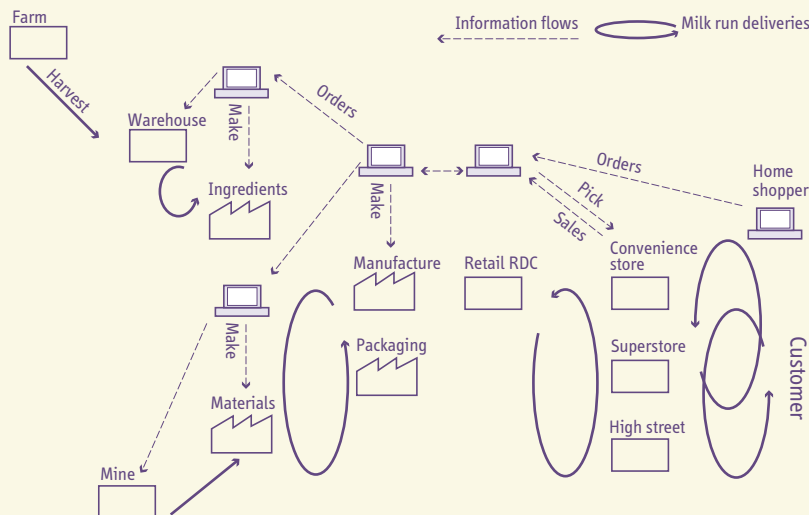 Farm
Information flows
Milk run deliveries
Harvest
Orders
Warehouse
Make
Orders
Home
shopper
Ingredients
Make
Pick
Sales
Convenience
store
Manufacture
Retail RDC
Make
Packaging
Superstore
Customer
Materials
High street
Mine